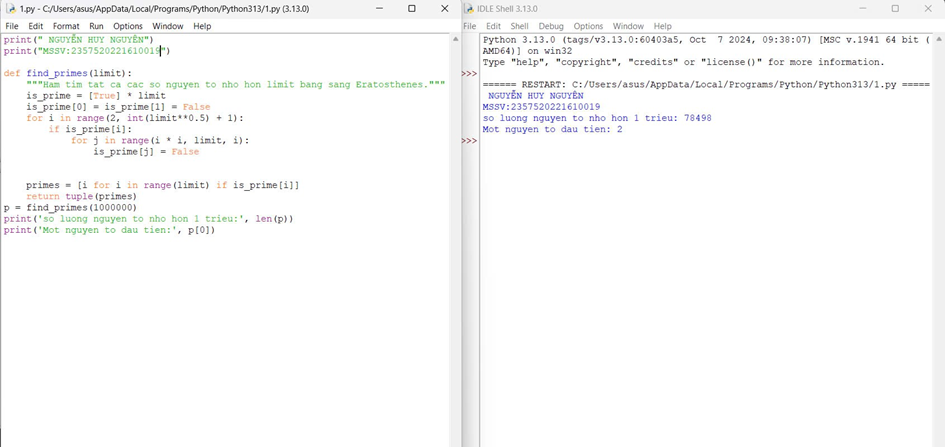 1.py - C:/Users/asus/AppData/Local/Programs/Python/Python313/1.py (3.13.0)
File Edit Format Run Options Window Help
print(" NGUYỄN HUY NGUYÊN")
print("MSSV:2357520221610019")
def find_primes(limit):
"""Ham tim tat ca cac so nguyen to nho hon limit bang sang Eratosthenes."""
is_prime = [True] * limit
is_prime[0] = is_prime[1] = False
for i in range(2, int(limit**0.5) + 1):
if is_prime[i]:
for j in range(i * i, limit, i):
is_prime[j] = False
primes = [i for i in range(limit) if is_prime[i]]
return tuple(primes)
p = find_primes(1000000)
print('so luong nguyen to nho hon 1 trieu:', len(p))
print('Mot nguyen to dau tien:', p[0])
IDLE Shell 3.13.0
File Edit Shell Debug Options Window Help
Python 3.13.0 (tags/v3.13.0:60403a5, Oct 7 2024, 09:38:07) [MSC v.1941 64 bit (
AMD64)] on win32
Type "help", "copyright", "credits" or "license()" for more information.
>>>
====== RESTART: C:/Users/asus/AppData/Local/Programs/Python/Python313/1.py =====
NGUYỄN HUY NGUYÊN
MSSV:2357520221610019
so luong nguyen to nho hon 1 trieu: 78498
Mot nguyen to dau tien: 2
>>>